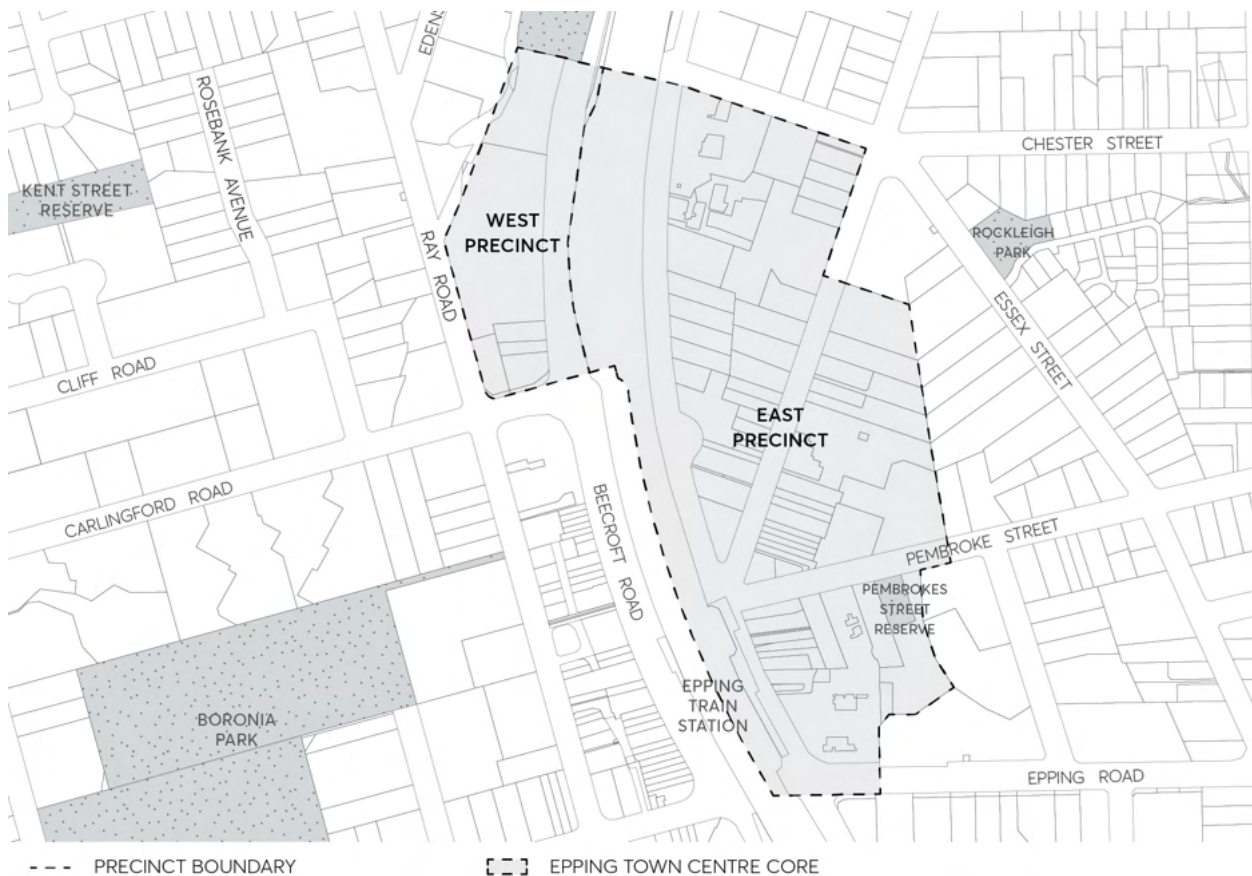 EDENS
ROSEBANK AVENUE
CHESTER STREET
KENT STREET
RESERVE
WEST
PRECINCT
ROCKLEIGH
PARK
RAY ROAD
ESSEX STREET
CLIFF ROAD
EAST
PRECINCT
CARLINGFORD ROAD
BEECROFT ROAD
PEMBROKE STREET
PEMBROKES
STREET
RESERVE
EPPING
TRAIN
STATION
BORONIA
PARK
EPPING ROAD
PRECINCT BOUNDARY
EPPING TOWN CENTRE CORE